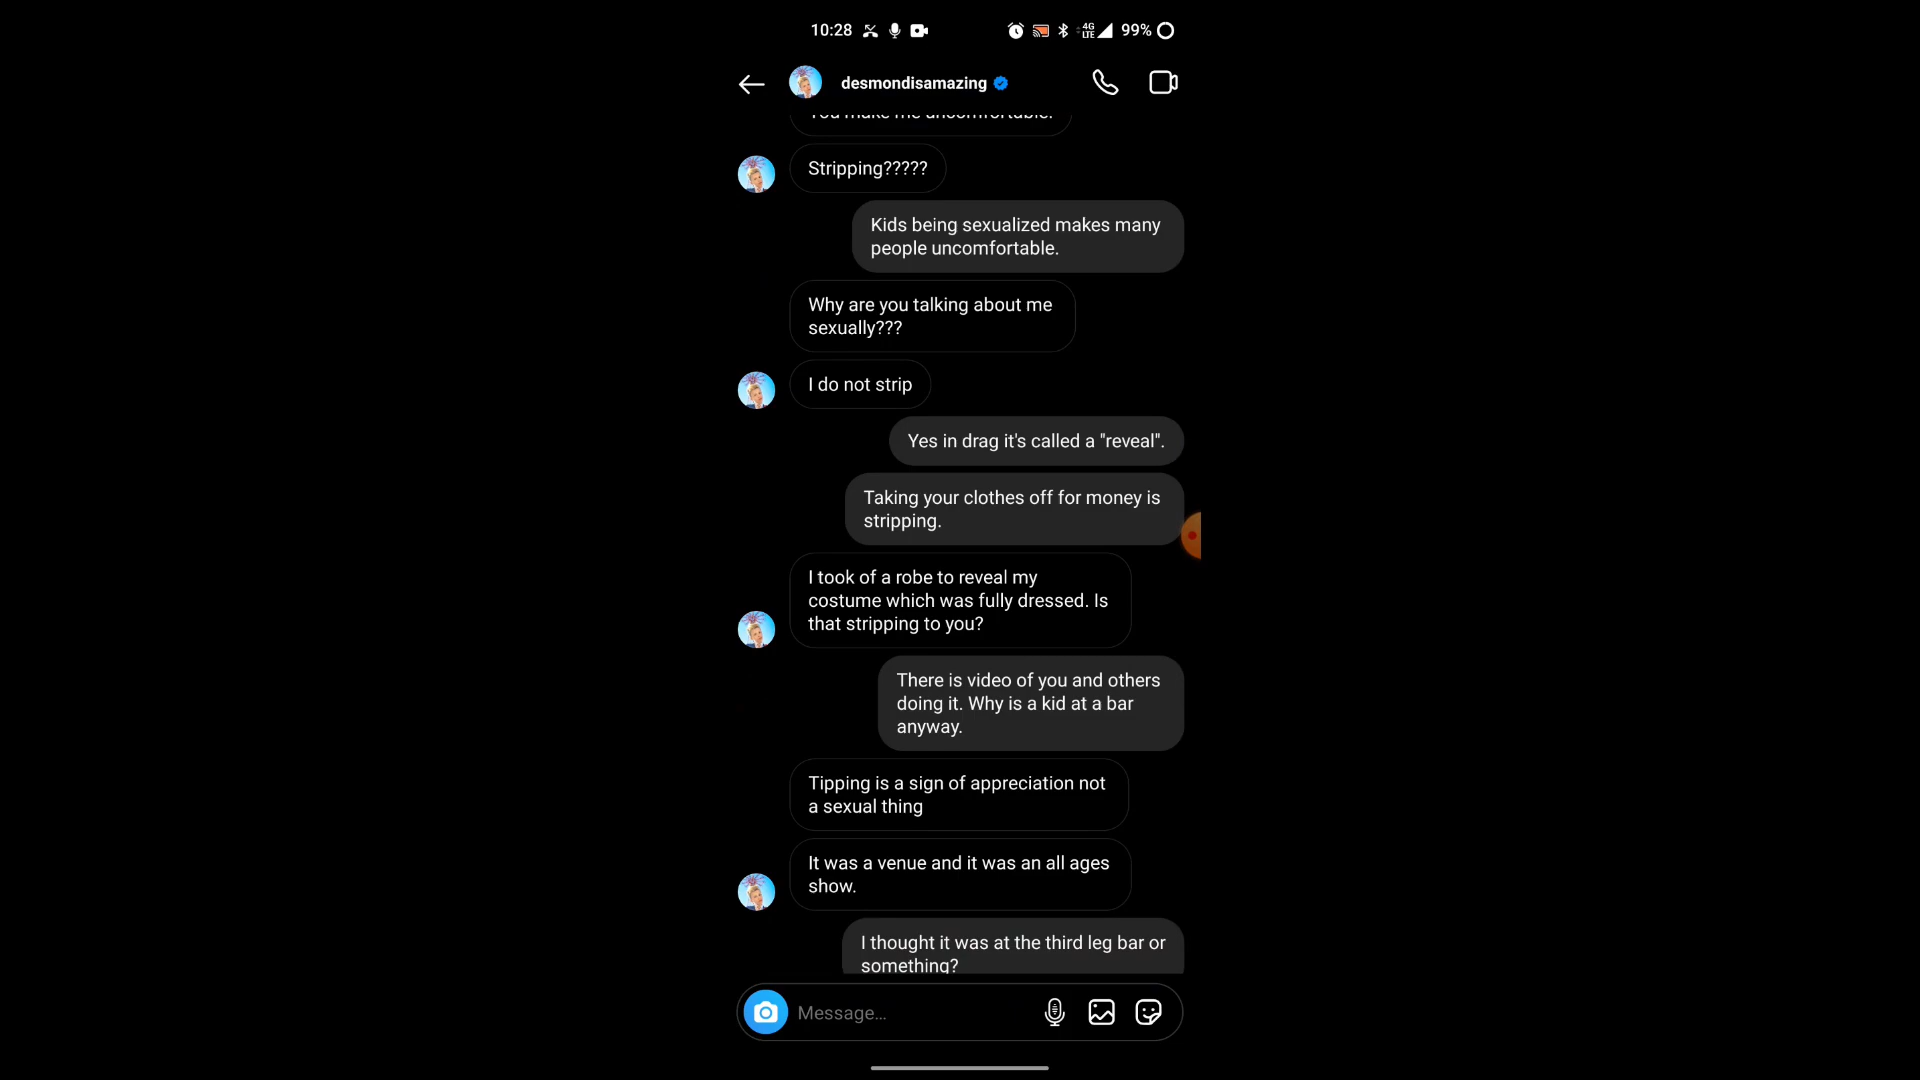 10:28
4G
LTE
99%
desmondisamazing
You make me uncomfortable.
Stripping?????
Kids being sexualized makes many
people uncomfortable.
Why are you talking about me
sexually???
I do not strip
Yes in drag it's called a "reveal".
Taking your clothes off for money is
stripping.
I took of a robe to reveal my
costume which was fully dressed. Is
that stripping to you?
There is video of you and others
doing it. Why is a kid at a bar
anyway.
Tipping is a sign of appreciation not
a sexual thing
It was a venue and it was an all ages
show.
I thought it was at the third leg bar or
something?
Message...